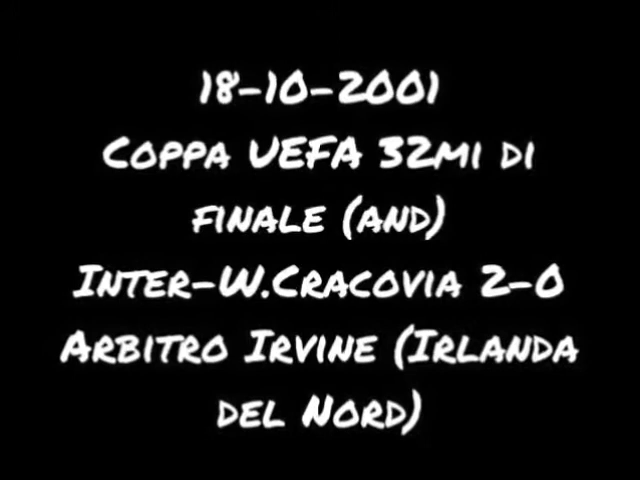 18-10-2001
Coppa UEFA 32mi di
finale (and)
Inter-W.Cracovia 2-0
Arbitro Irvine (Irlanda
del Nord)